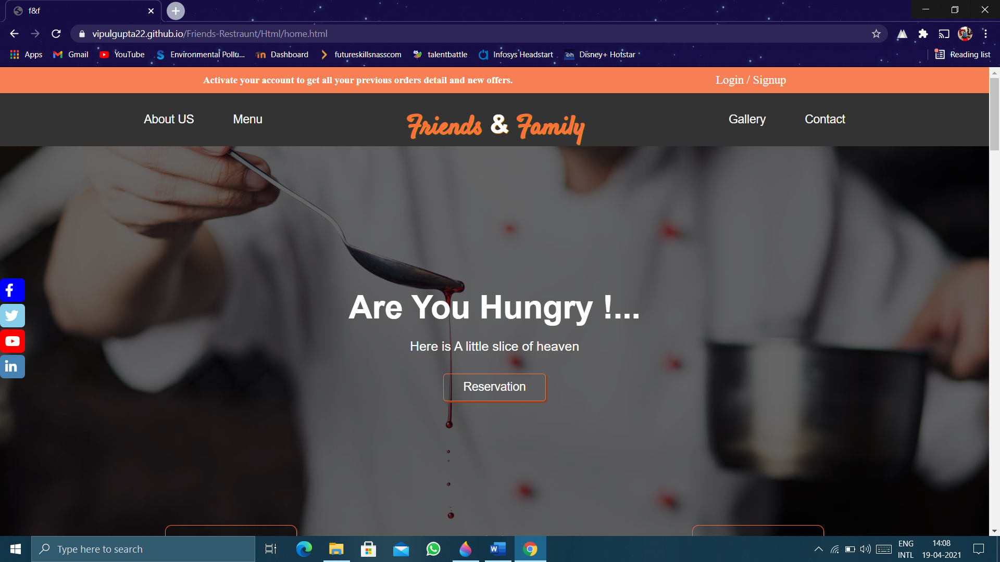 f&f
vipulgupta22.github.io/Friends-Restraunt/Html/home.html
Apps Gmail YouTube Environmental Pollu... Dashboard futureskillsnasscom talentbattle Infosys Headstart Disney+ Hotstar Reading list
Activate your account to get all your previous orders detail and new offers. Login / Signup
About US Menu Friends & Family Gallery Contact
Are You Hungry !...
Here is A little slice of heaven
Reservation
Type here to search
ENG 14:08
INTL 19-04-2021